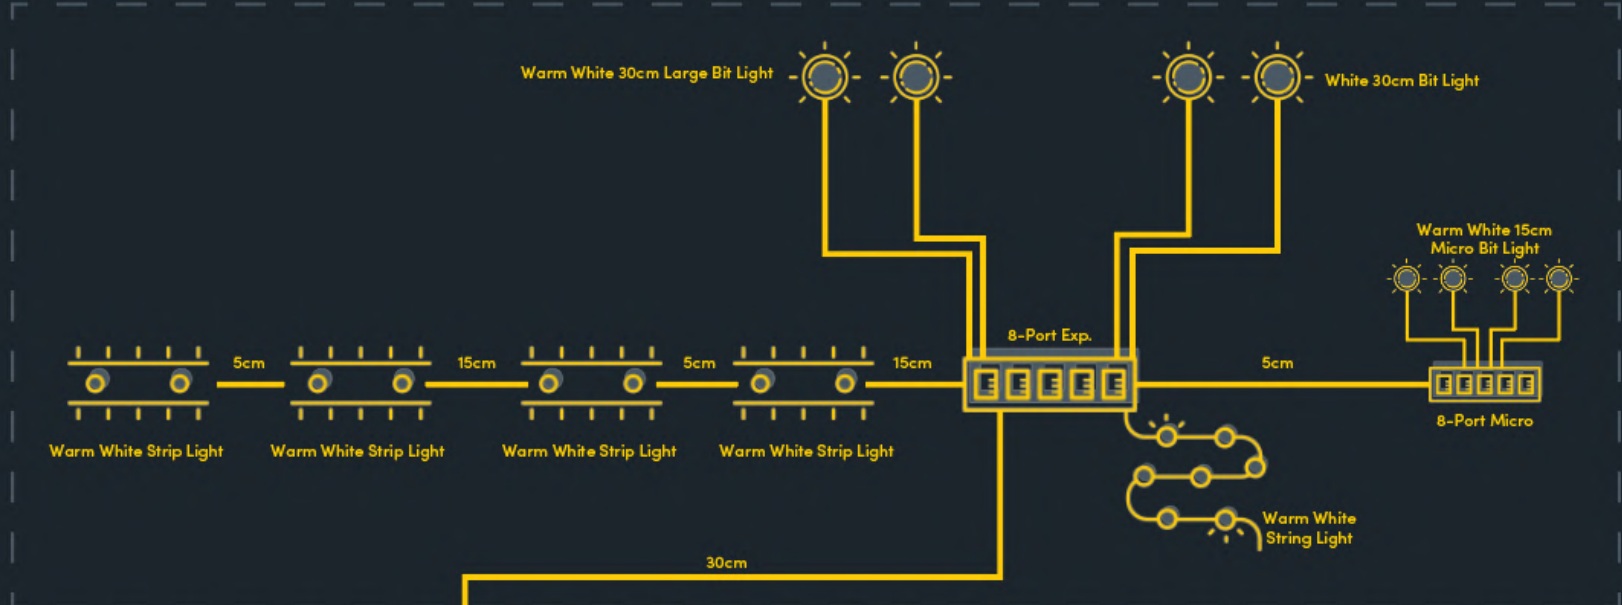 Warm White 30cm Large Bit Light
White 30cm Bit Light
Warm White 15cm
Micro Bit Light
8-Port Exp.
5cm
15cm
5cm
15cm
5cm
8-Port Micro
Warm White Strip Light
Warm White Strip Light
Warm White Strip Light
Warm White Strip Light
Warm White
String Light
30cm